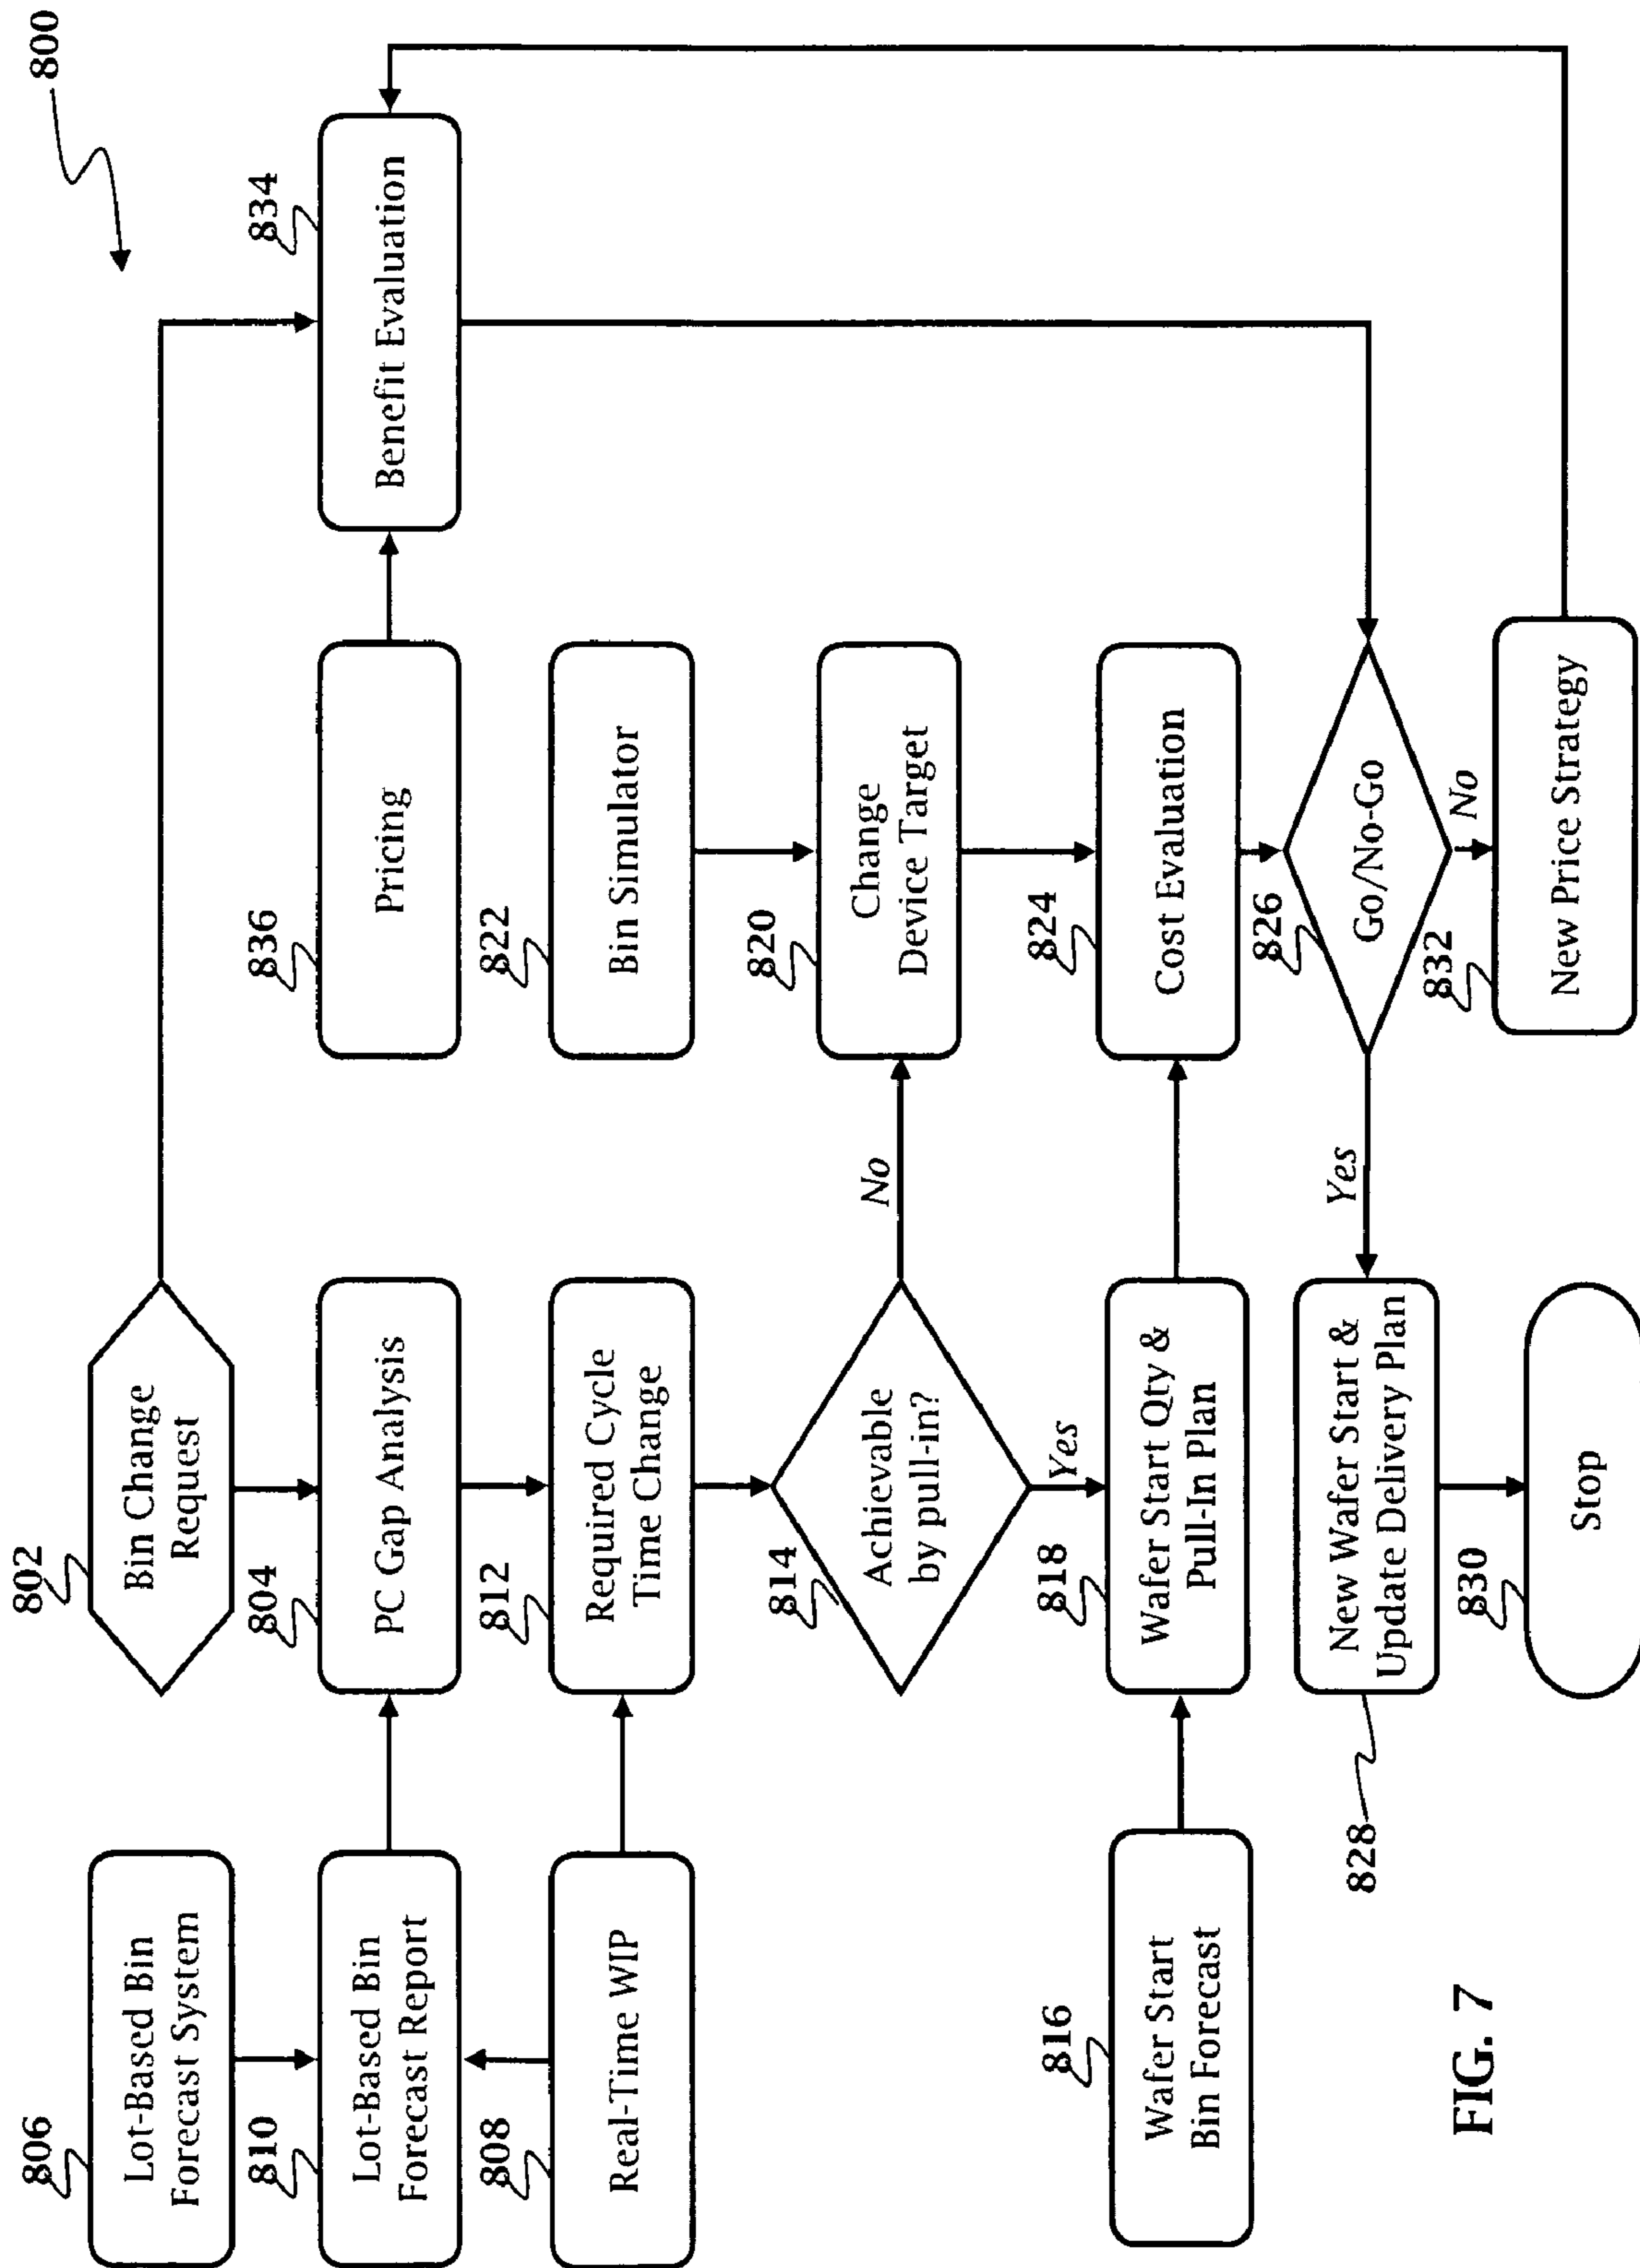 800
802
Bin Change
Request
806
Lot-Based Bin
Forecast System
810
Lot-Based Bin
Forecast Report
804
PC Gap Analysis
836
Pricing
834
Benefit Evaluation
808
Real-Time WIP
812
Required Cycle
Time Change
822
Bin Simulator
814
Achievable
by pull-in?
No
820
Change
Device Target
Yes
816
Wafer Start
Bin Forecast
818
Wafer Start Qty &
Pull-In Plan
824
Cost Evaluation
826
Go/No-Go
Yes
No
828
New Wafer Start &
Update Delivery Plan
832
New Price Strategy
830
Stop
FIG. 7